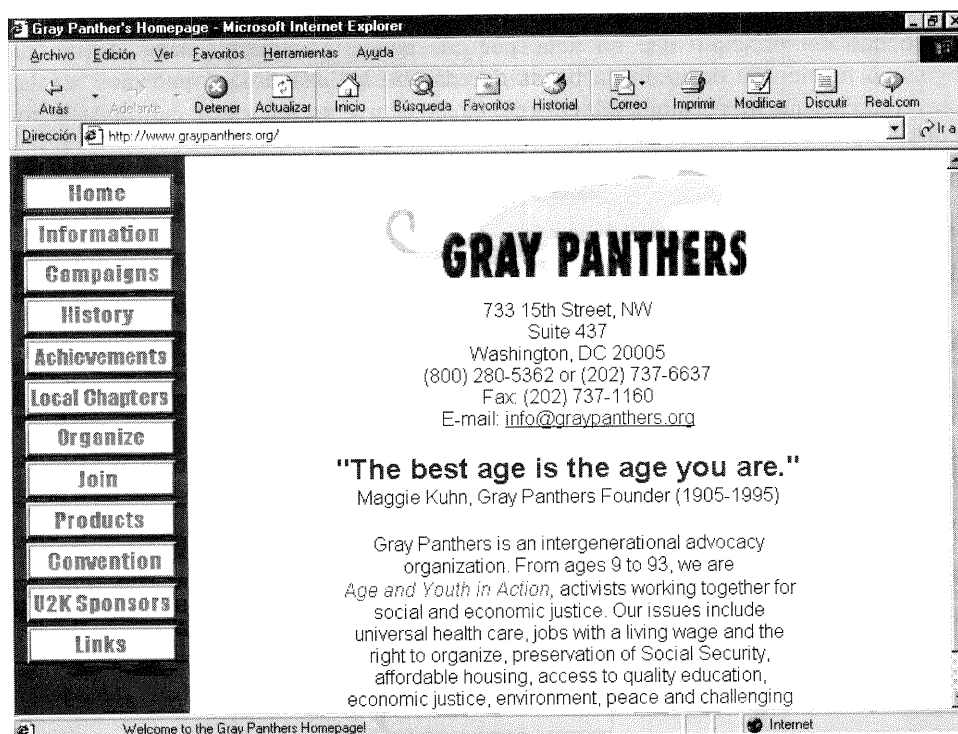 Gray Panther's Homepage - Microsoft Internet Explorer
Archivo Edición Ver Favoritos Herramientas Ayuda
Atrás Adelante Detener Actualizar Inicio Búsqueda Favoritos Historial Correo Imprimir Modificar Discutir Real.com
Dirección http://www.graypanthers.org/ Ir a
Home
Information
Campaigns
History
Achievements
Local Chapters
Organize
Join
Products
Convention
U2K Sponsors
Links
GRAY PANTHERS
733 15th Street, NW
Suite 437
Washington, DC 20005
(800) 280-5362 or (202) 737-6637
Fax: (202) 737-1160
E-mail: info@graypanthers.org
"The best age is the age you are."
Maggie Kuhn, Gray Panthers Founder (1905-1995)
Gray Panthers is an intergenerational advocacy
organization. From ages 9 to 93, we are
Age and Youth in Action, activists working together for
social and economic justice. Our issues include
universal health care, jobs with a living wage and the
right to organize, preservation of Social Security,
affordable housing, access to quality education,
economic justice, environment, peace and challenging
Welcome to the Gray Panthers Homepage! Internet